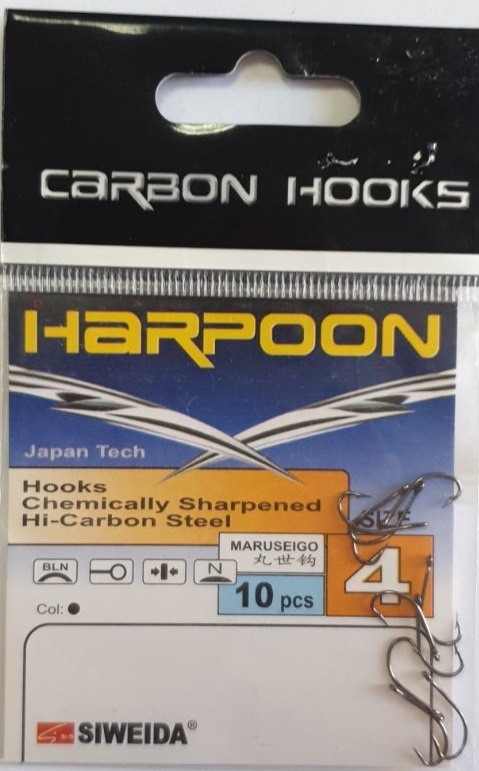 CARBON HOOKS
HARPOON
Japan Tech
Hooks
Chemically Sharpened
Hi-Carbon Steel
SIZE
MARUSEIGO
丸世鈎
4
10 pcs
BLN
N
Col:
SIWEIDA®